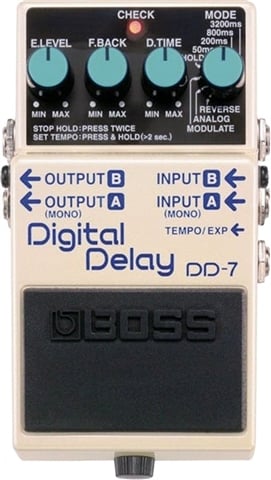 CHECK
MODE
3200ms
800ms
200ms
50ms
HOLD
E.LEVEL F.BACK D.TIME
REVERSE
ANALOG
MODULATE
MIN MAX MIN MAX MIN MAX
STOP HOLD:PRESS TWICE
SET TEMPO:PRESS & HOLD(>2 sec.)
OUTPUT B INPUT B
OUTPUT A INPUT A
(MONO) (MONO)
TEMPO/EXP
Digital
Delay DD-7
BOSS